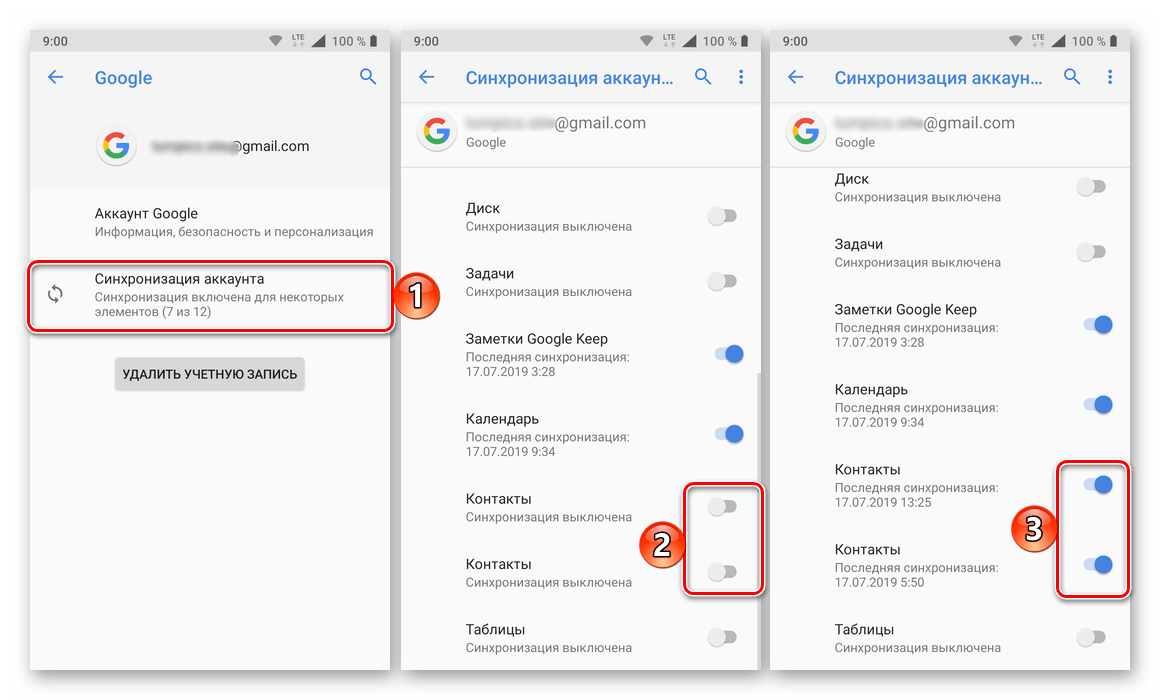 9:00
LTE
100 %
Google
@gmail.com
Аккаунт Google
Информация, безопасность и персонализация
Синхронизация аккаунта
Синхронизация включена для некоторых
элементов (7 из 12)
УДАЛИТЬ УЧЕТНУЮ ЗАПИСЬ
1
9:00
LTE
100 %
Синхронизация аккаун...
@gmail.com
Google
Диск
Синхронизация выключена
Задачи
Синхронизация выключена
Заметки Google Keep
Последняя синхронизация:
17.07.2019 3:28
Календарь
Последняя синхронизация:
17.07.2019 9:34
Контакты
Синхронизация выключена
Контакты
Синхронизация выключена
Таблицы
Синхронизация выключена
2
9:00
LTE
100 %
Синхронизация аккаун...
@gmail.com
Google
Диск
Синхронизация выключена
Задачи
Синхронизация выключена
Заметки Google Keep
Последняя синхронизация:
17.07.2019 3:28
Календарь
Последняя синхронизация:
17.07.2019 9:34
Контакты
Последняя синхронизация:
17.07.2019 13:25
Контакты
Последняя синхронизация:
17.07.2019 5:50
Таблицы
Синхронизация выключена
3